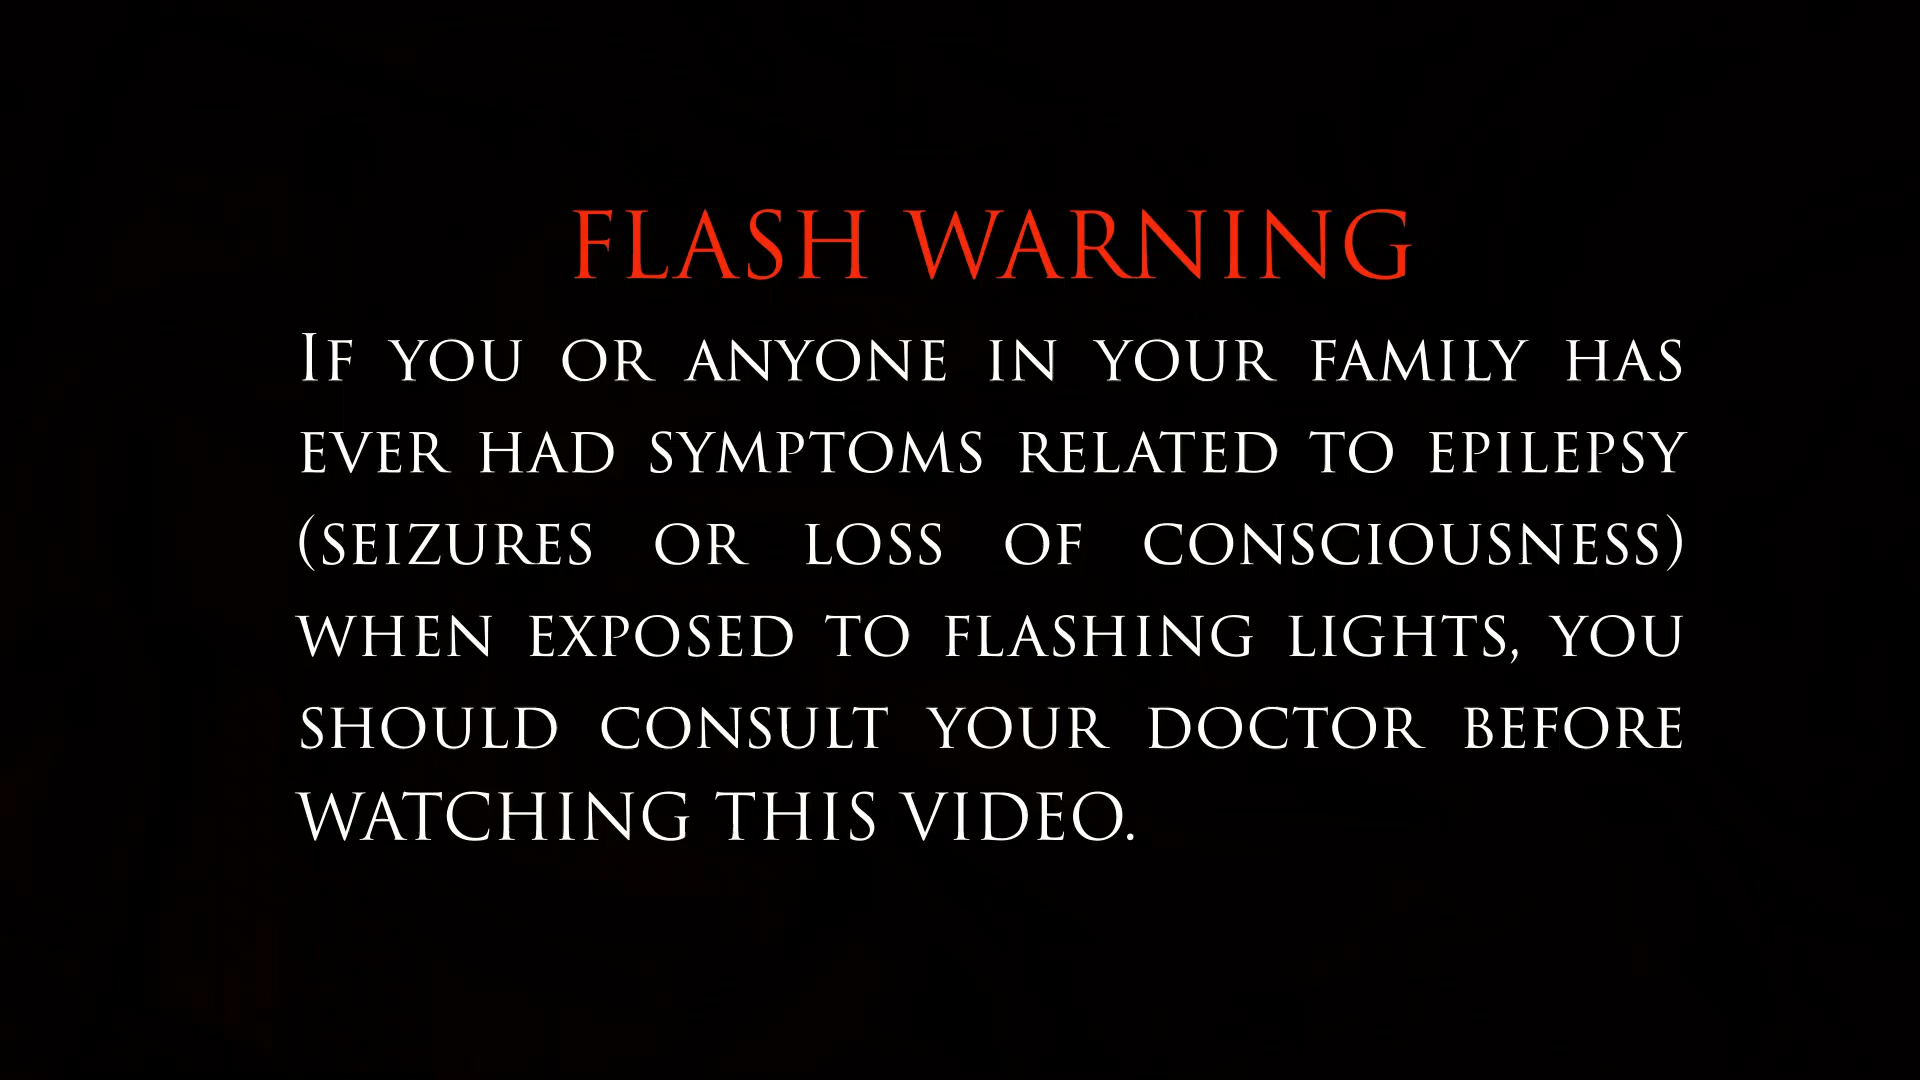 FLASH WARNING
If you or anyone in your family has
ever had symptoms related to epilepsy
(seizures or loss of consciousness)
when exposed to flashing lights, you
should consult your doctor before
WATCHING THIS VIDEO.